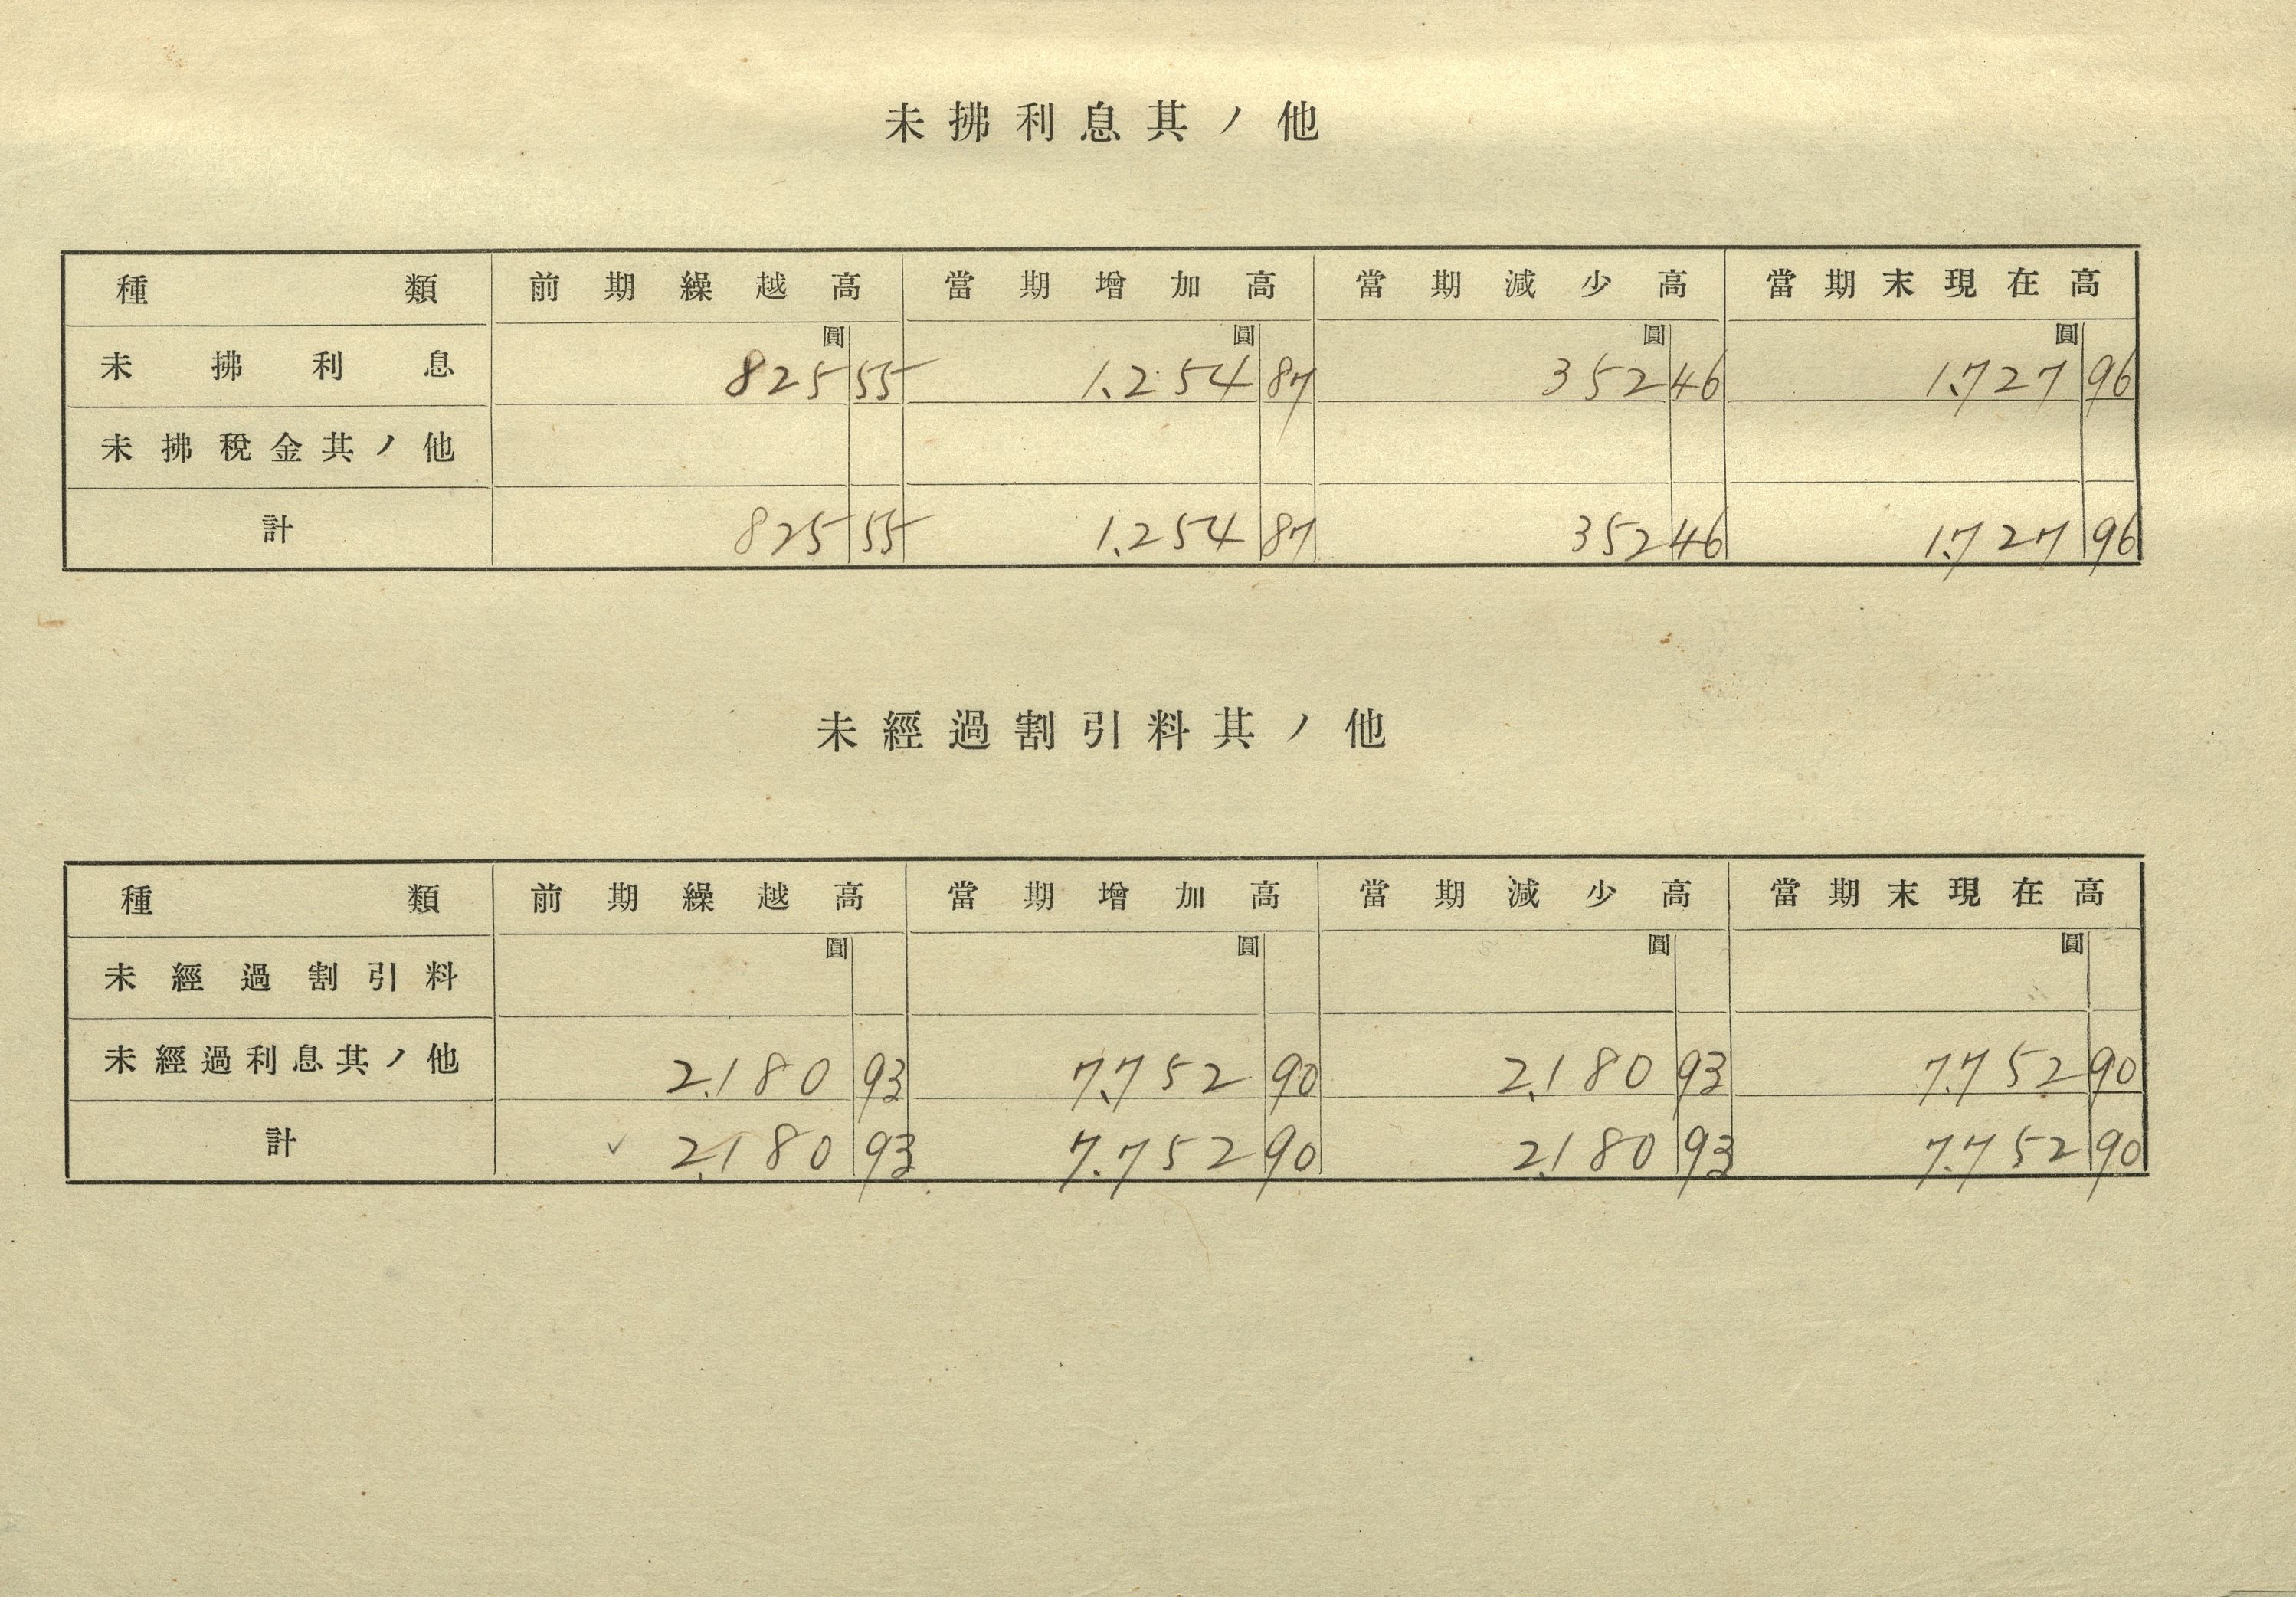 未拂利息其ノ他
種類 前期繰越高 當期增加高 當期減少高 當期末現在高
圓 圓 圓 圓
未拂利息 825 55 1.254 87 352 46 1.727 96
未拂稅金其ノ他
計 825 55 1.254 87 352 46 1.727 96
未經過割引料其ノ他
種類 前期繰越高 當期增加高 當期減少高 當期末現在高
圓 圓 圓 圓
未經過割引料
未經過利息其ノ他 2.180 93 7.752 90 2.180 93 7.752 90
計 ✓ 2.180 93 7.752 90 2.180 93 7.752 90